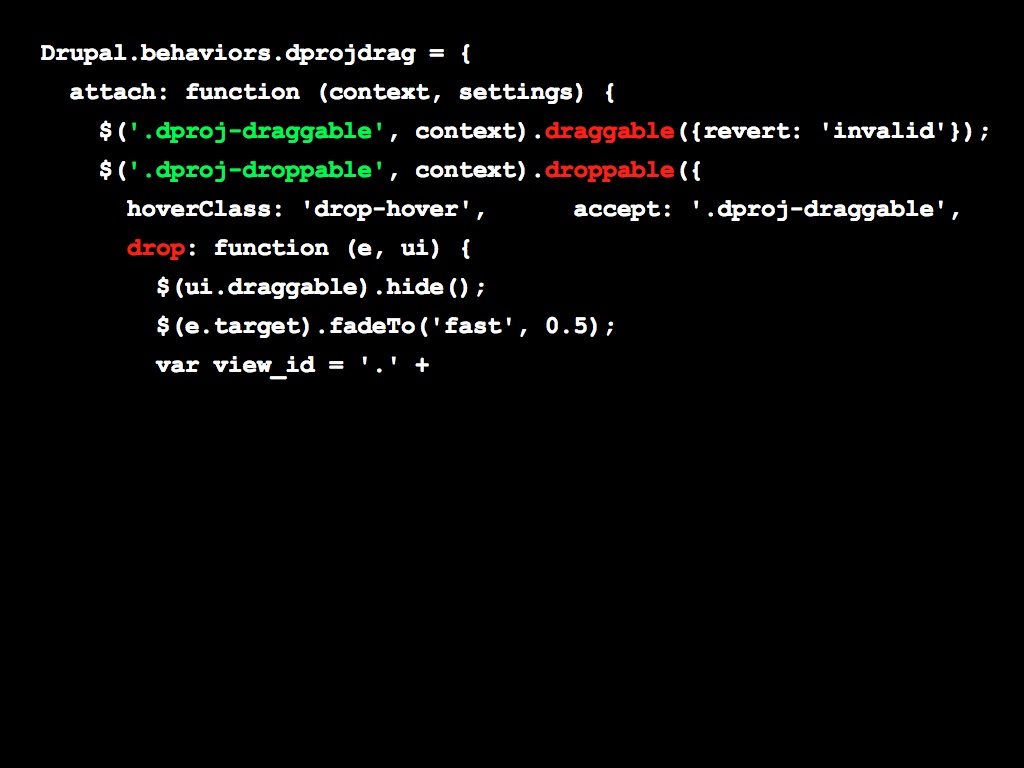 Drupal.behaviors.dprojdrag = {
  attach: function (context, settings) {
    $('.dproj-draggable', context).draggable({revert: 'invalid'});
    $('.dproj-droppable', context).droppable({
      hoverClass: 'drop-hover',      accept: '.dproj-draggable',
      drop: function (e, ui) {
        $(ui.draggable).hide();
        $(e.target).fadeTo('fast', 0.5);
        var view_id = '.' +